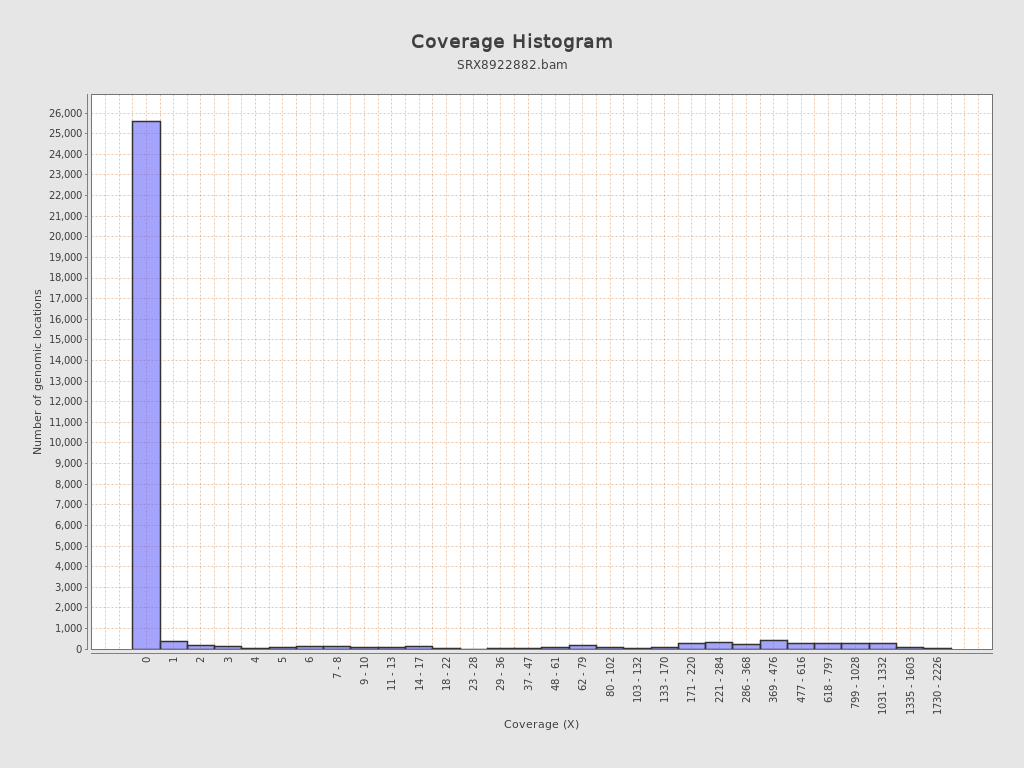 Coverage Histogram
SRX8922882.bam
26,000
25,000
24,000
23,000
22,000
21,000
20,000
19,000
18,000
17,000
16,000
15,000
14,000
13,000
12,000
11,000
10,000
9,000
8,000
7,000
6,000
5,000
4,000
3,000
2,000
1,000
0
Number of genomic locations
0
1
2
3
4
5
6
7 - 8
9 - 10
11 - 13
14 - 17
18 - 22
23 - 28
29 - 36
37 - 47
48 - 61
62 - 79
80 - 102
103 - 132
133 - 170
171 - 220
221 - 284
286 - 368
369 - 476
477 - 616
618 - 797
799 - 1028
1031 - 1332
1335 - 1603
1730 - 2226
Coverage (X)